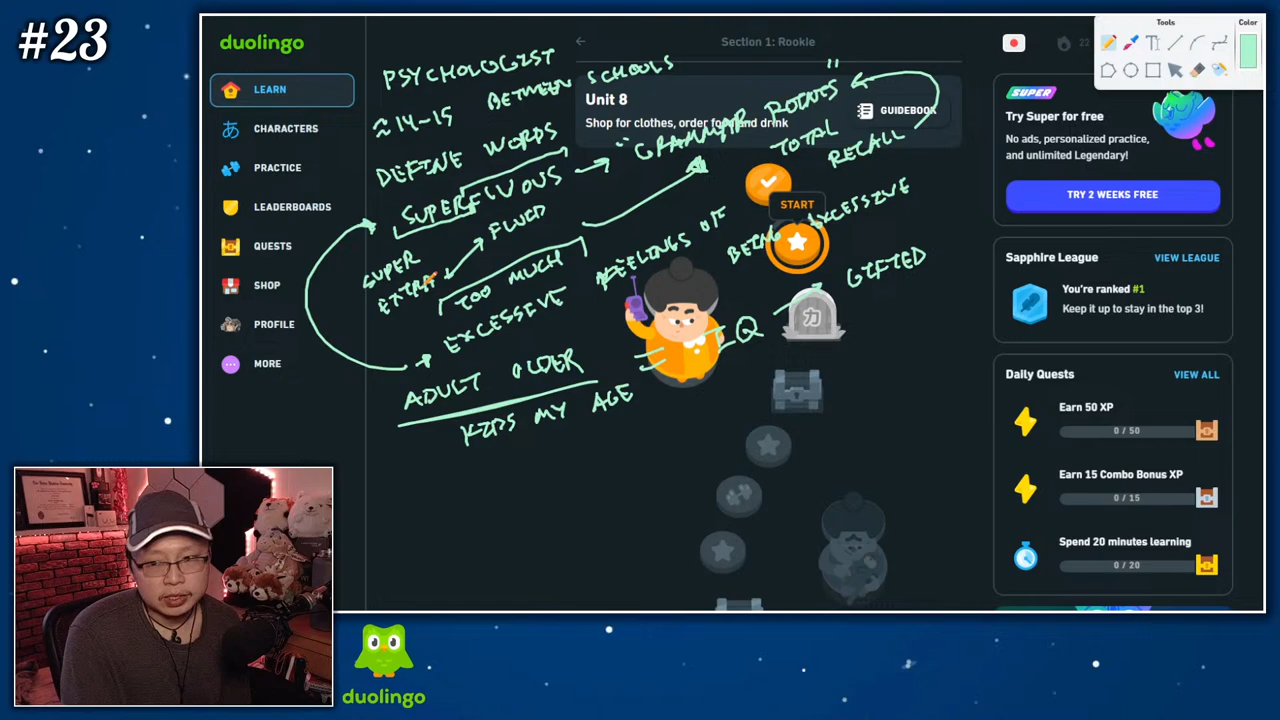 #23
duolingo
LEARN
CHARACTERS
PRACTICE
LEADERBOARDS
QUESTS
SHOP
PROFILE
MORE
Section 1: Rookie
Unit 8
Shop for clothes, order food and drink
GUIDEBOOK
START
力
22
Tools
Color
SUPER
Try Super for free
No ads, personalized practice,
and unlimited Legendary!
TRY 2 WEEKS FREE
Sapphire League
VIEW LEAGUE
You're ranked #1
Keep it up to stay in the top 3!
Daily Quests
VIEW ALL
Earn 50 XP
0 / 50
Earn 15 Combo Bonus XP
0 / 15
Spend 20 minutes learning
0 / 20
PSYCHOLOGIST
≈14-15 BETWEEN SCHOOLS
DEFINE WORDS
SUPERFLUOUS → "GRAMMAR POINTS"
TOTAL
RECALL
SUPER
EXTRA
FLUID
TOO MUCH
EXCESSIVE
FEELINGS OF
BEING EXCESSIVE
ADULT OLDER
KIDS MY AGE
= IQ → GIFTED
duolingo